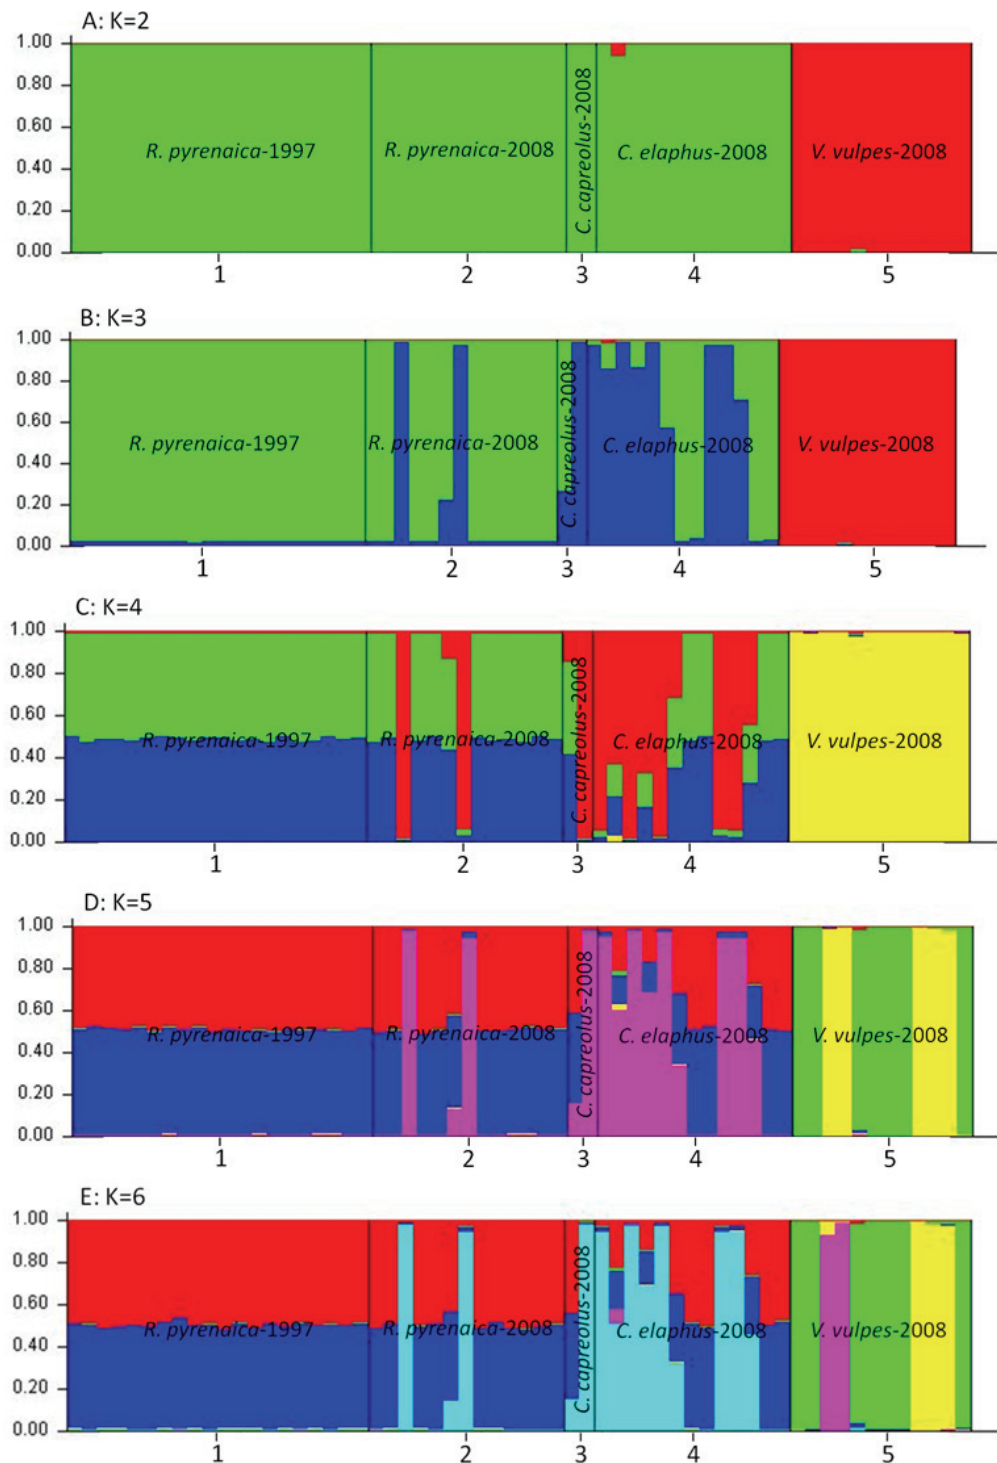 A: K=2
1.00
0.80
0.60
0.40
0.20
0.00
R. pyrenaica-1997
R. pyrenaica-2008
C. capreolus-2008
C. elaphus-2008
V. vulpes-2008
1 2 3 4 5
B: K=3
1.00
0.80
0.60
0.40
0.20
0.00
R. pyrenaica-1997
R. pyrenaica-2008
C. capreolus-2008
C. elaphus-2008
V. vulpes-2008
1 2 3 4 5
C: K=4
1.00
0.80
0.60
0.40
0.20
0.00
R. pyrenaica-1997
R. pyrenaica-2008
C. capreolus-2008
C. elaphus-2008
V. vulpes-2008
1 2 3 4 5
D: K=5
1.00
0.80
0.60
0.40
0.20
0.00
R. pyrenaica-1997
R. pyrenaica-2008
C. capreolus-2008
C. elaphus-2008
V. vulpes-2008
1 2 3 4 5
E: K=6
1.00
0.80
0.60
0.40
0.20
0.00
R. pyrenaica-1997
R. pyrenaica-2008
C. capreolus-2008
C. elaphus-2008
V. vulpes-2008
1 2 3 4 5